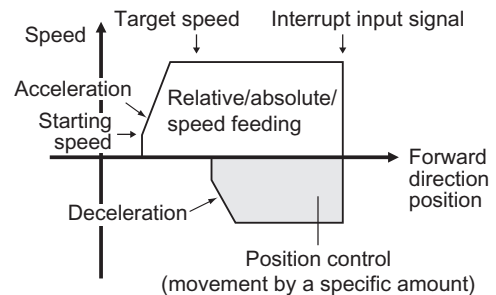 Target speed
Interrupt input signal
Speed
Acceleration
Relative/absolute/
speed feeding
Starting
speed
Forward
direction
position
Deceleration
Position control
(movement by a specific amount)